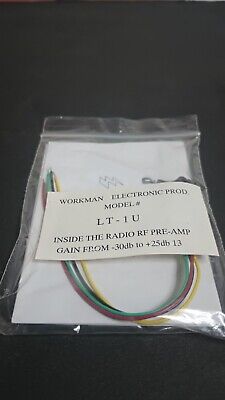 WORKMAN ELECTRONIC PROD
MODEL#
LT-1U
INSIDE THE RADIO RF PRE-AMP
GAIN FROM -30db to +25db 13